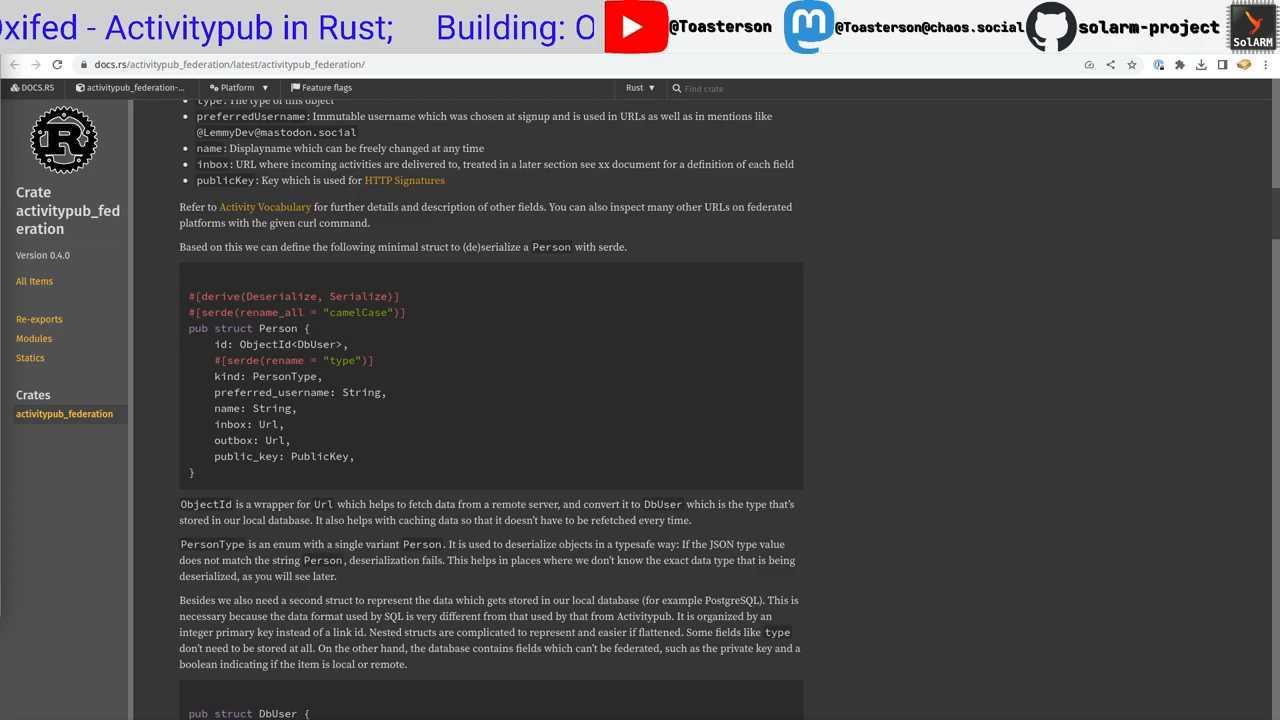 Oxifed - Activitypub in Rust;   Building: O
@Toasterson
@Toasterson@chaos.social
solarm-project
SolARM
docs.rs/activitypub_federation/latest/activitypub_federation/
DOCS.RS
activitypub_federation-...
Platform
Feature flags
Rust
Find crate
Crate
activitypub_fed
eration
Version 0.4.0
All Items
Re-exports
Modules
Statics
Crates
activitypub_federation
type: The type of this object
preferredUsername: Immutable username which was chosen at signup and is used in URLs as well as in mentions like
@LemmyDev@mastodon.social
name: Displayname which can be freely changed at any time
inbox: URL where incoming activities are delivered to, treated in a later section see xx document for a definition of each field
publicKey: Key which is used for HTTP Signatures
Refer to Activity Vocabulary for further details and description of other fields. You can also inspect many other URLs on federated
platforms with the given curl command.
Based on this we can define the following minimal struct to (de)serialize a Person with serde.
#[derive(Deserialize, Serialize)]
#[serde(rename_all = "camelCase")]
pub struct Person {
    id: ObjectId<DbUser>,
    #[serde(rename = "type")]
    kind: PersonType,
    preferred_username: String,
    name: String,
    inbox: Url,
    outbox: Url,
    public_key: PublicKey,
}
ObjectId is a wrapper for Url which helps to fetch data from a remote server, and convert it to DbUser which is the type that's
stored in our local database. It also helps with caching data so that it doesn't have to be refetched every time.
PersonType is an enum with a single variant Person. It is used to deserialize objects in a typesafe way: If the JSON type value
does not match the string Person, deserialization fails. This helps in places where we don't know the exact data type that is being
deserialized, as you will see later.
Besides we also need a second struct to represent the data which gets stored in our local database (for example PostgreSQL). This is
necessary because the data format used by SQL is very different from that used by that from Activitypub. It is organized by an
integer primary key instead of a link id. Nested structs are complicated to represent and easier if flattened. Some fields like type
don't need to be stored at all. On the other hand, the database contains fields which can't be federated, such as the private key and a
boolean indicating if the item is local or remote.
pub struct DbUser {